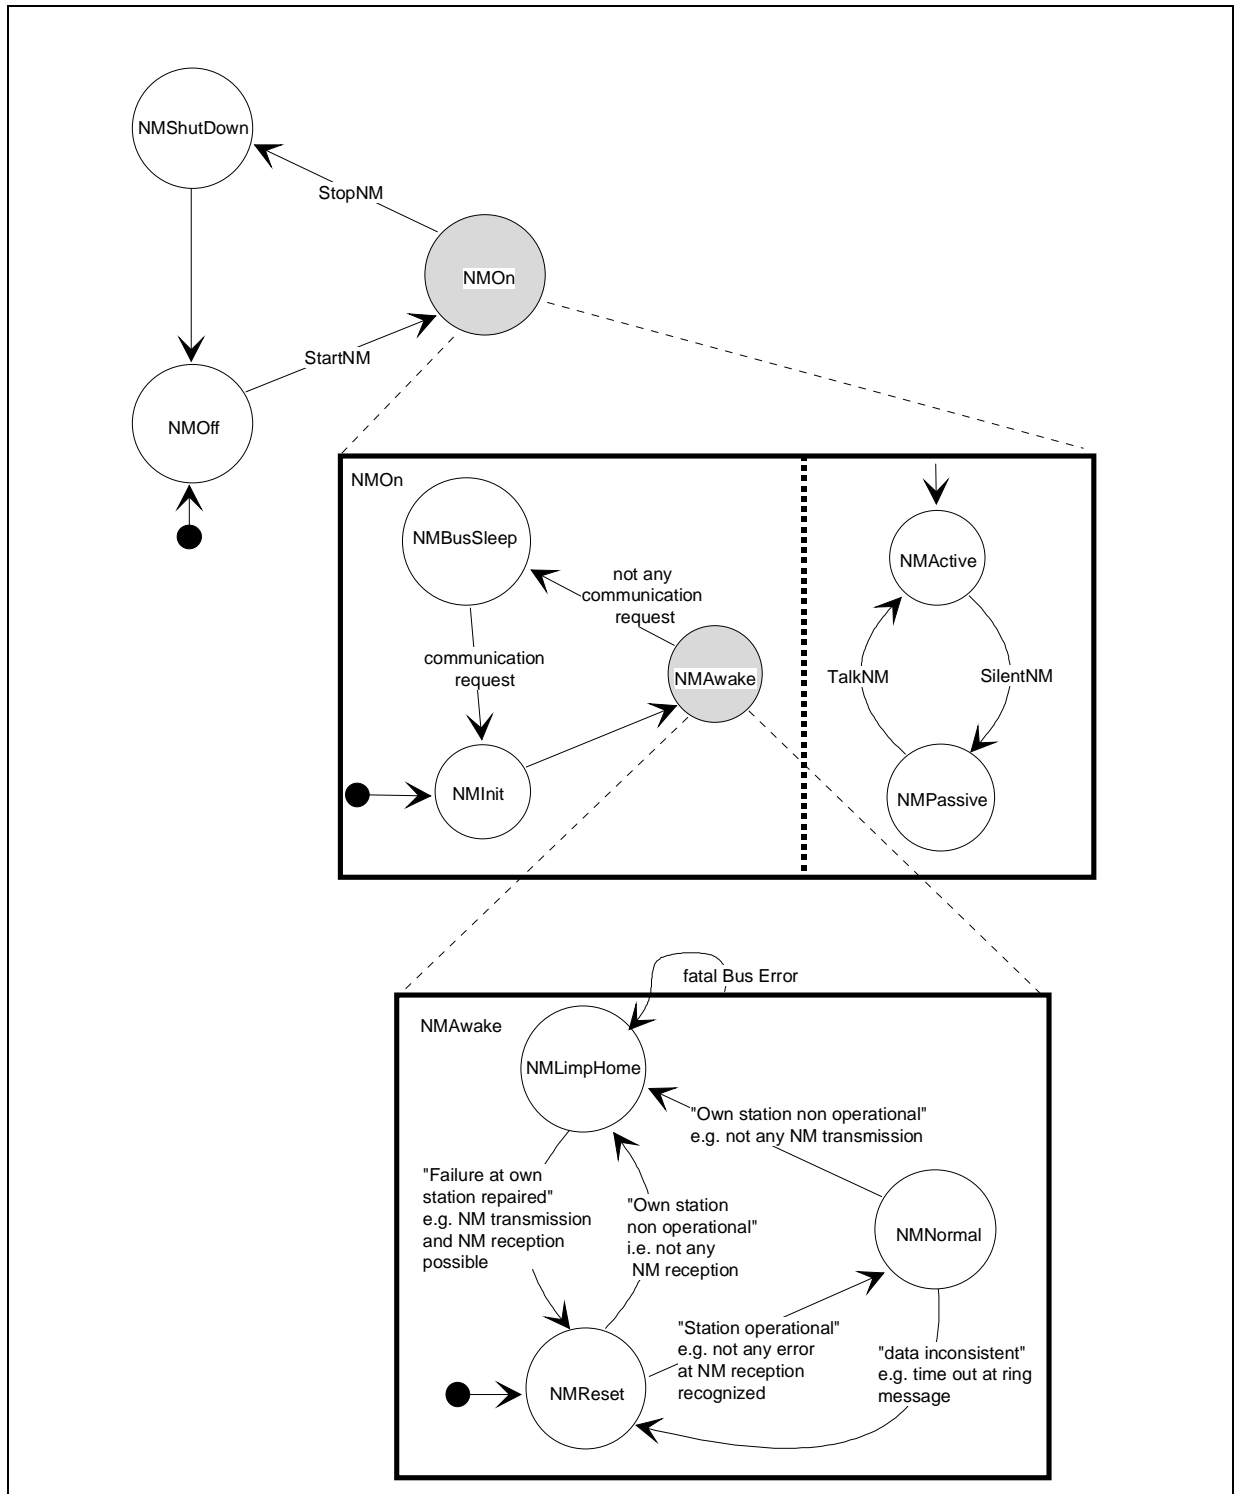 NMShutDown
StopNM
NMOn
StartNM
NMOff
NMOn
NMBusSleep
not any
communication
request
communication
request
NMAwake
NMInit
NMActive
TalkNM
SilentNM
NMPassive
fatal Bus Error
NMAwake
NMLimpHome
"Own station non operational"
e.g. not any NM transmission
"Failure at own
station repaired"
e.g. NM transmission
and NM reception
possible
"Own station
non operational"
i.e. not any
NM reception
NMNormal
"Station operational"
e.g. not any error
at NM reception
recognized
"data inconsistent"
e.g. time out at ring
message
NMReset